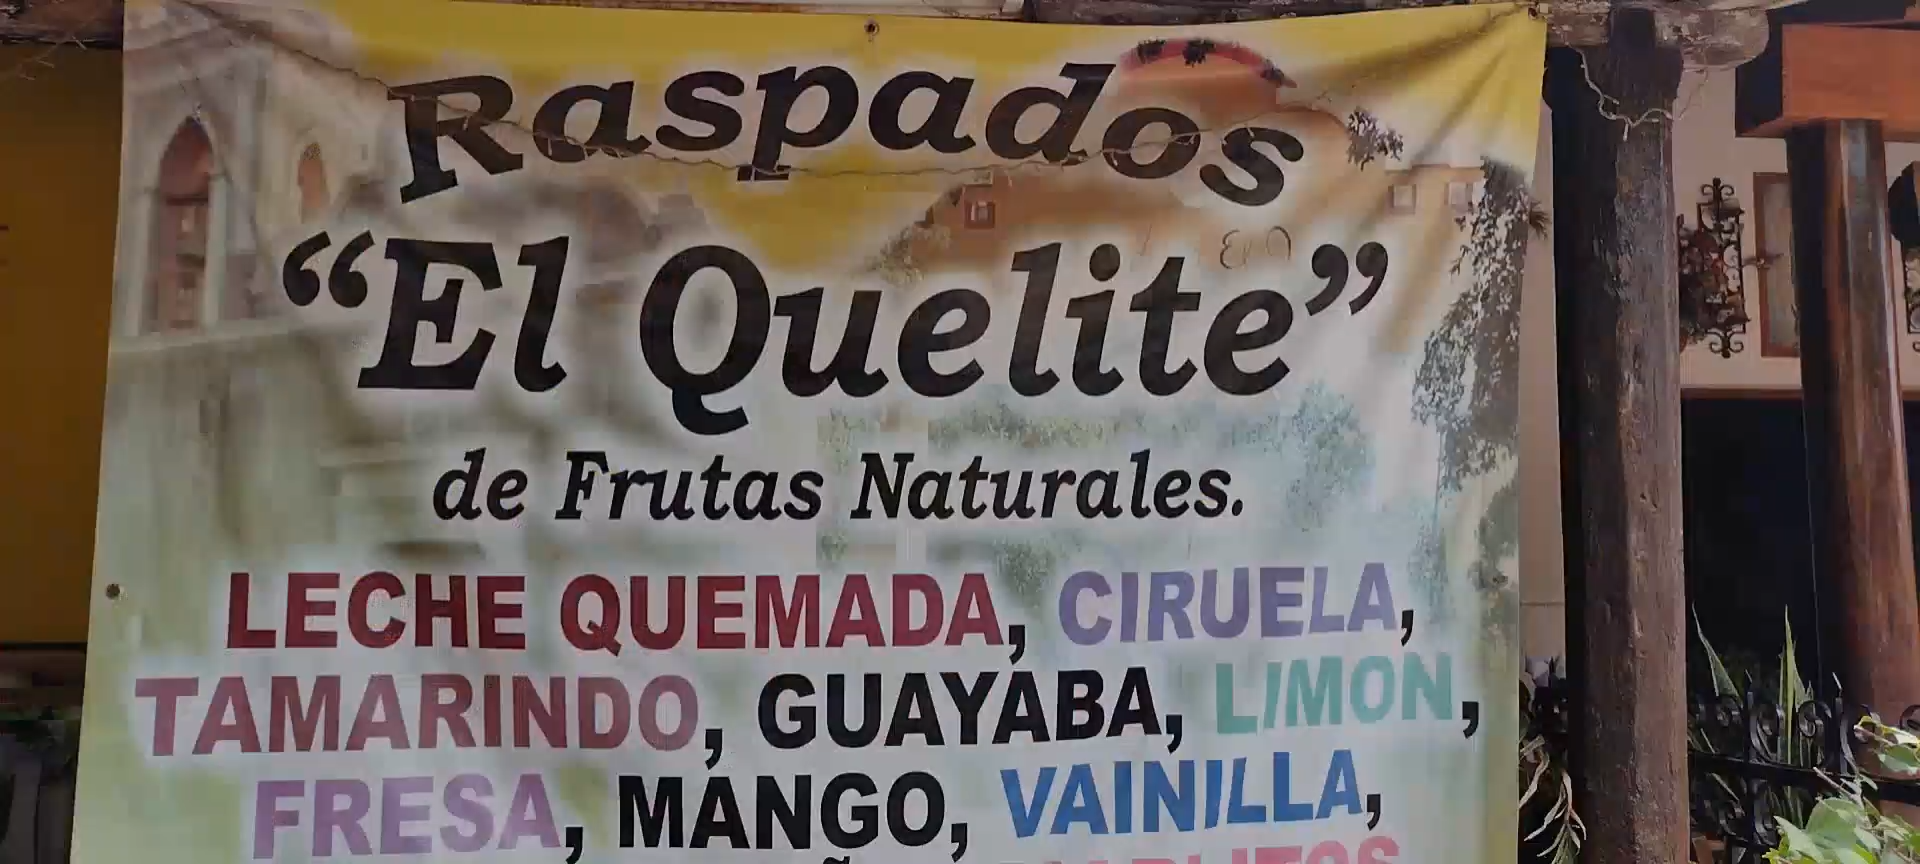 Raspados
“El Quelite”
de Frutas Naturales.
LECHE QUEMADA, CIRUELA,
TAMARINDO, GUAYABA, LIMON,
FRESA, MANGO, VAINILLA,